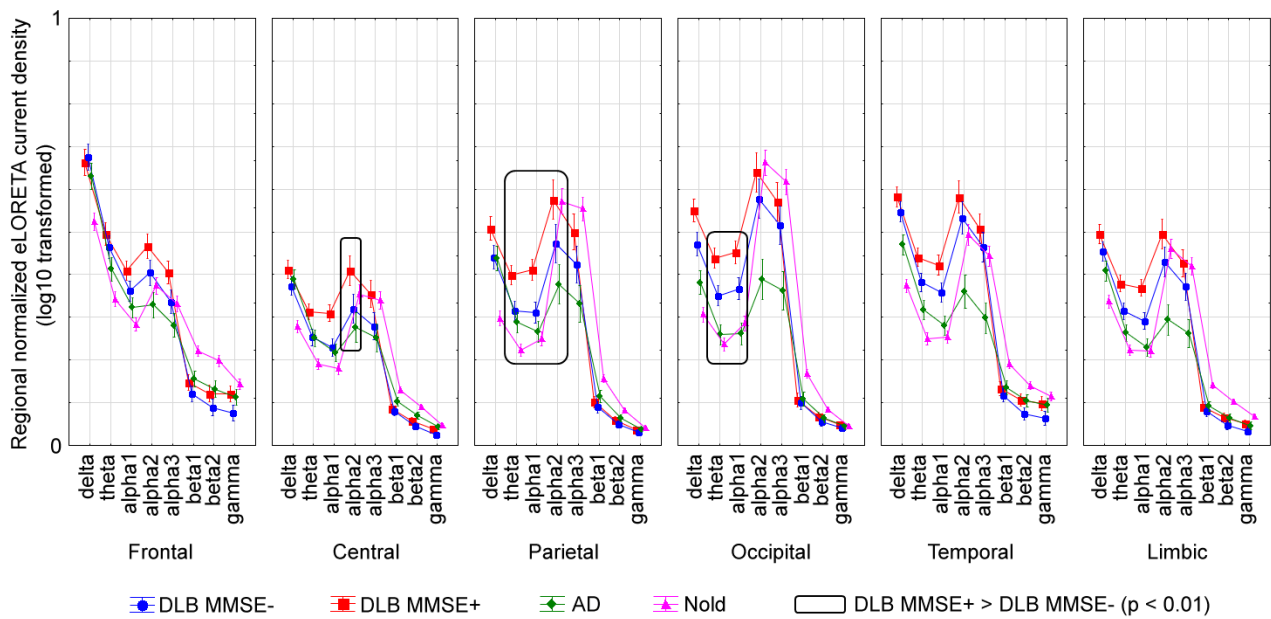 Regional normalized eLORETA current density
(log10 transformed)
1
0
delta theta alpha1 alpha2 alpha3 beta1 beta2 gamma
delta theta alpha1 alpha2 alpha3 beta1 beta2 gamma
delta theta alpha1 alpha2 alpha3 beta1 beta2 gamma
delta theta alpha1 alpha2 alpha3 beta1 beta2 gamma
delta theta alpha1 alpha2 alpha3 beta1 beta2 gamma
delta theta alpha1 alpha2 alpha3 beta1 beta2 gamma
Frontal Central Parietal Occipital Temporal Limbic
DLB MMSE- DLB MMSE+ AD Nold DLB MMSE+ > DLB MMSE- (p < 0.01)